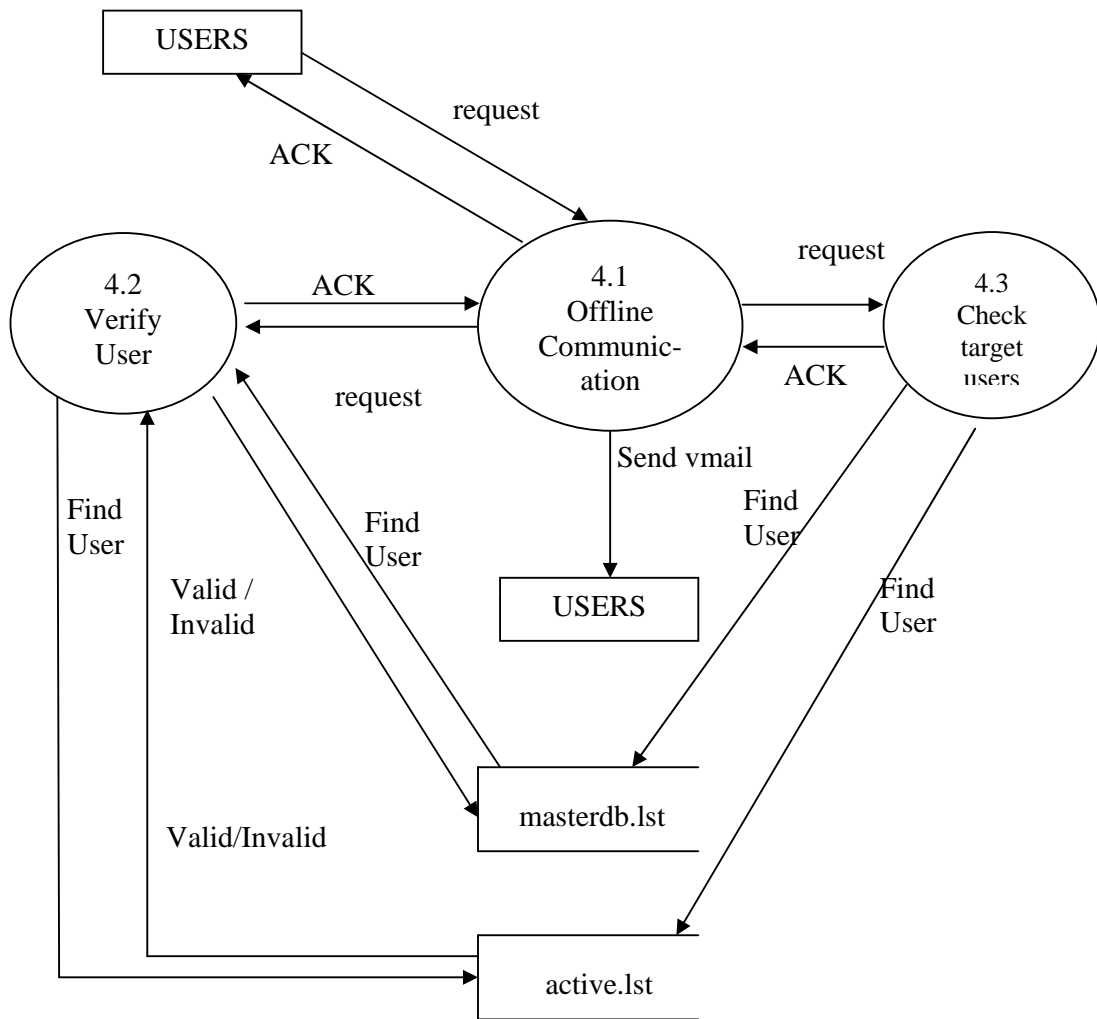 USERS
request
ACK
request
4.2
Verify
User
ACK
4.1
Offline
Communic-
ation
4.3
Check
target
users
ACK
request
Send vmail
Find
User
Find
User
Find
User
Valid /
Invalid
USERS
Find
User
masterdb.lst
Valid/Invalid
active.lst